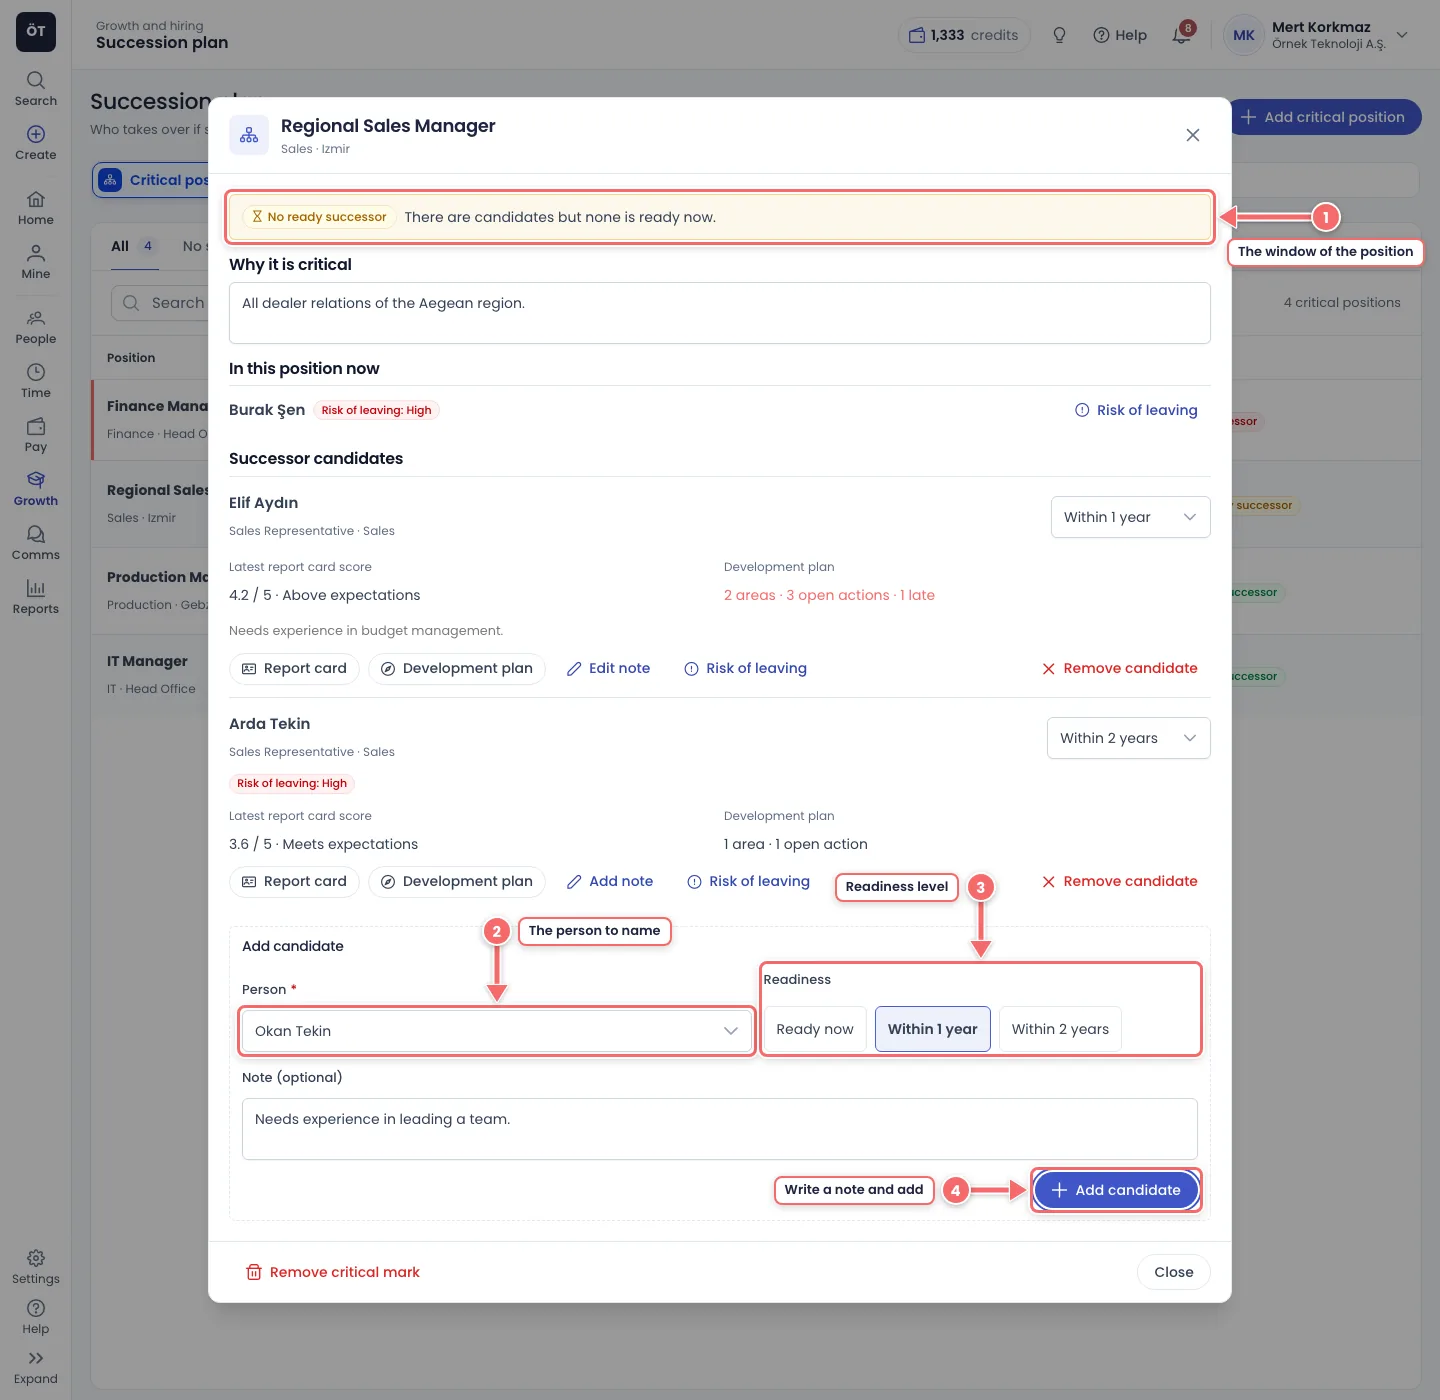 ÖT
Search
Create
Home
Mine
People
Time
Pay
Growth
Comms
Reports
Settings
Help
Expand
Growth and hiring
Succession plan
1,333 credits
Help
8
MK
Mert Korkmaz
Örnek Teknoloji A.Ş.
Succession
Who takes over if
Add critical position
Critical pos
All 4 No s
Search
4 critical positions
Position
Finance Mana
Finance · Head O
ssor
Regional Sales
Sales · Izmir
successor
Production Ma
Production · Gebz
ccessor
IT Manager
IT · Head Office
ccessor
Regional Sales Manager
Sales · Izmir
No ready successor There are candidates but none is ready now.
1
The window of the position
Why it is critical
All dealer relations of the Aegean region.
In this position now
Burak Şen Risk of leaving: High
Risk of leaving
Successor candidates
Elif Aydın
Sales Representative · Sales
Within 1 year
Latest report card score
Development plan
4.2 / 5 · Above expectations
2 areas · 3 open actions · 1 late
Needs experience in budget management.
Report card Development plan Edit note Risk of leaving Remove candidate
Arda Tekin
Sales Representative · Sales
Within 2 years
Risk of leaving: High
Latest report card score
Development plan
3.6 / 5 · Meets expectations
1 area · 1 open action
Report card Development plan Add note Risk of leaving Remove candidate
Readiness level 3
2 The person to name
Add candidate
Person *
Okan Tekin
Readiness
Ready now Within 1 year Within 2 years
Note (optional)
Needs experience in leading a team.
Write a note and add 4
Add candidate
Remove critical mark
Close